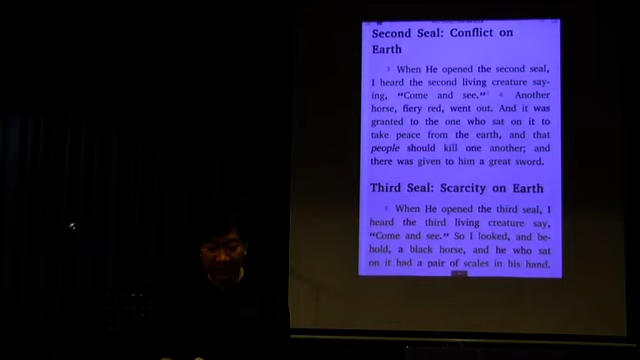 Second Seal: Conflict on
Earth
3 When He opened the second seal,
I heard the second living creature say-
ing, “Come and see.” 4 Another
horse, fiery red, went out. And it was
granted to the one who sat on it to
take peace from the earth, and that
people should kill one another; and
there was given to him a great sword.
Third Seal: Scarcity on Earth
5 When He opened the third seal, I
heard the third living creature say,
“Come and see.” So I looked, and be-
hold, a black horse, and he who sat
on it had a pair of scales in his hand.